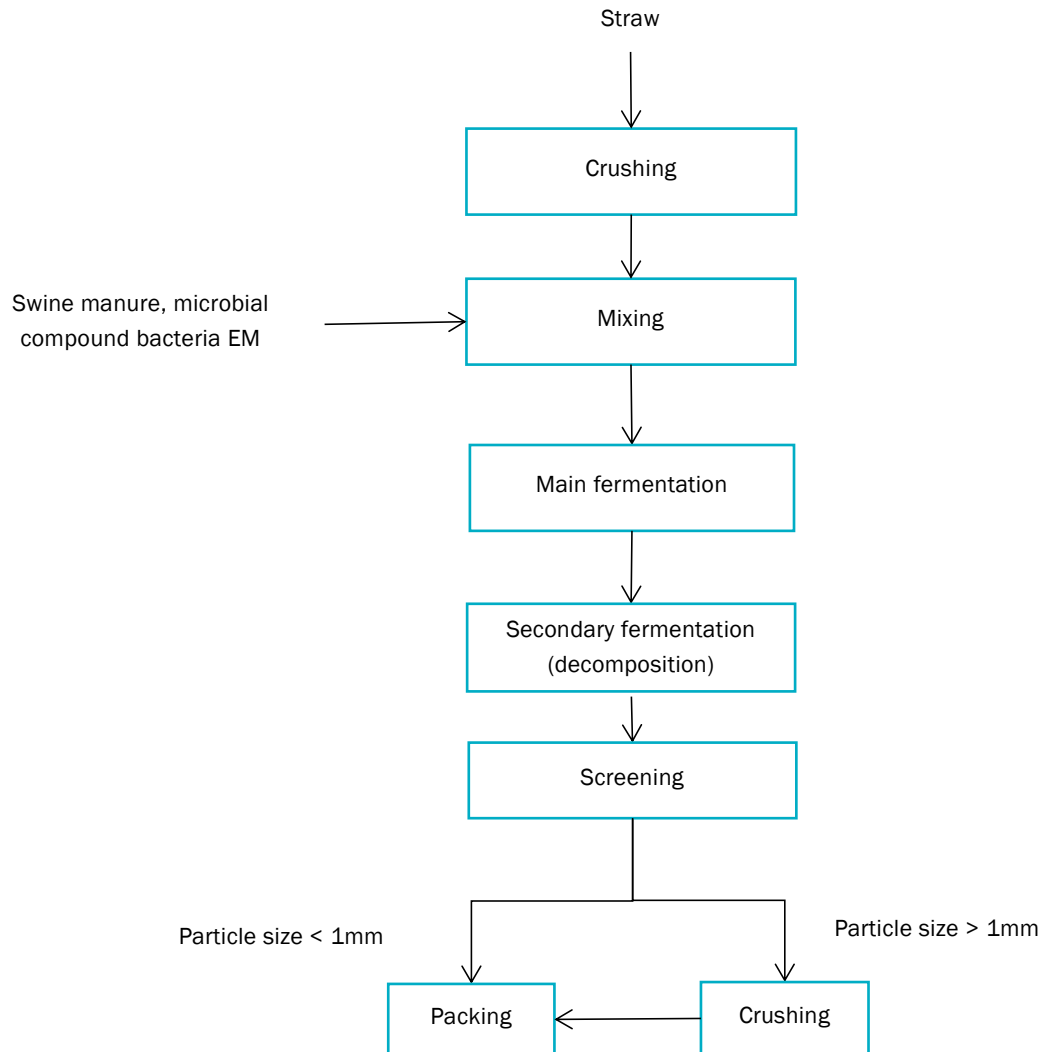 Straw
Crushing
Swine manure, microbial
compound bacteria EM
Mixing
Main fermentation
Secondary fermentation
(decomposition)
Screening
Particle size < 1mm
Particle size > 1mm
Packing
Crushing